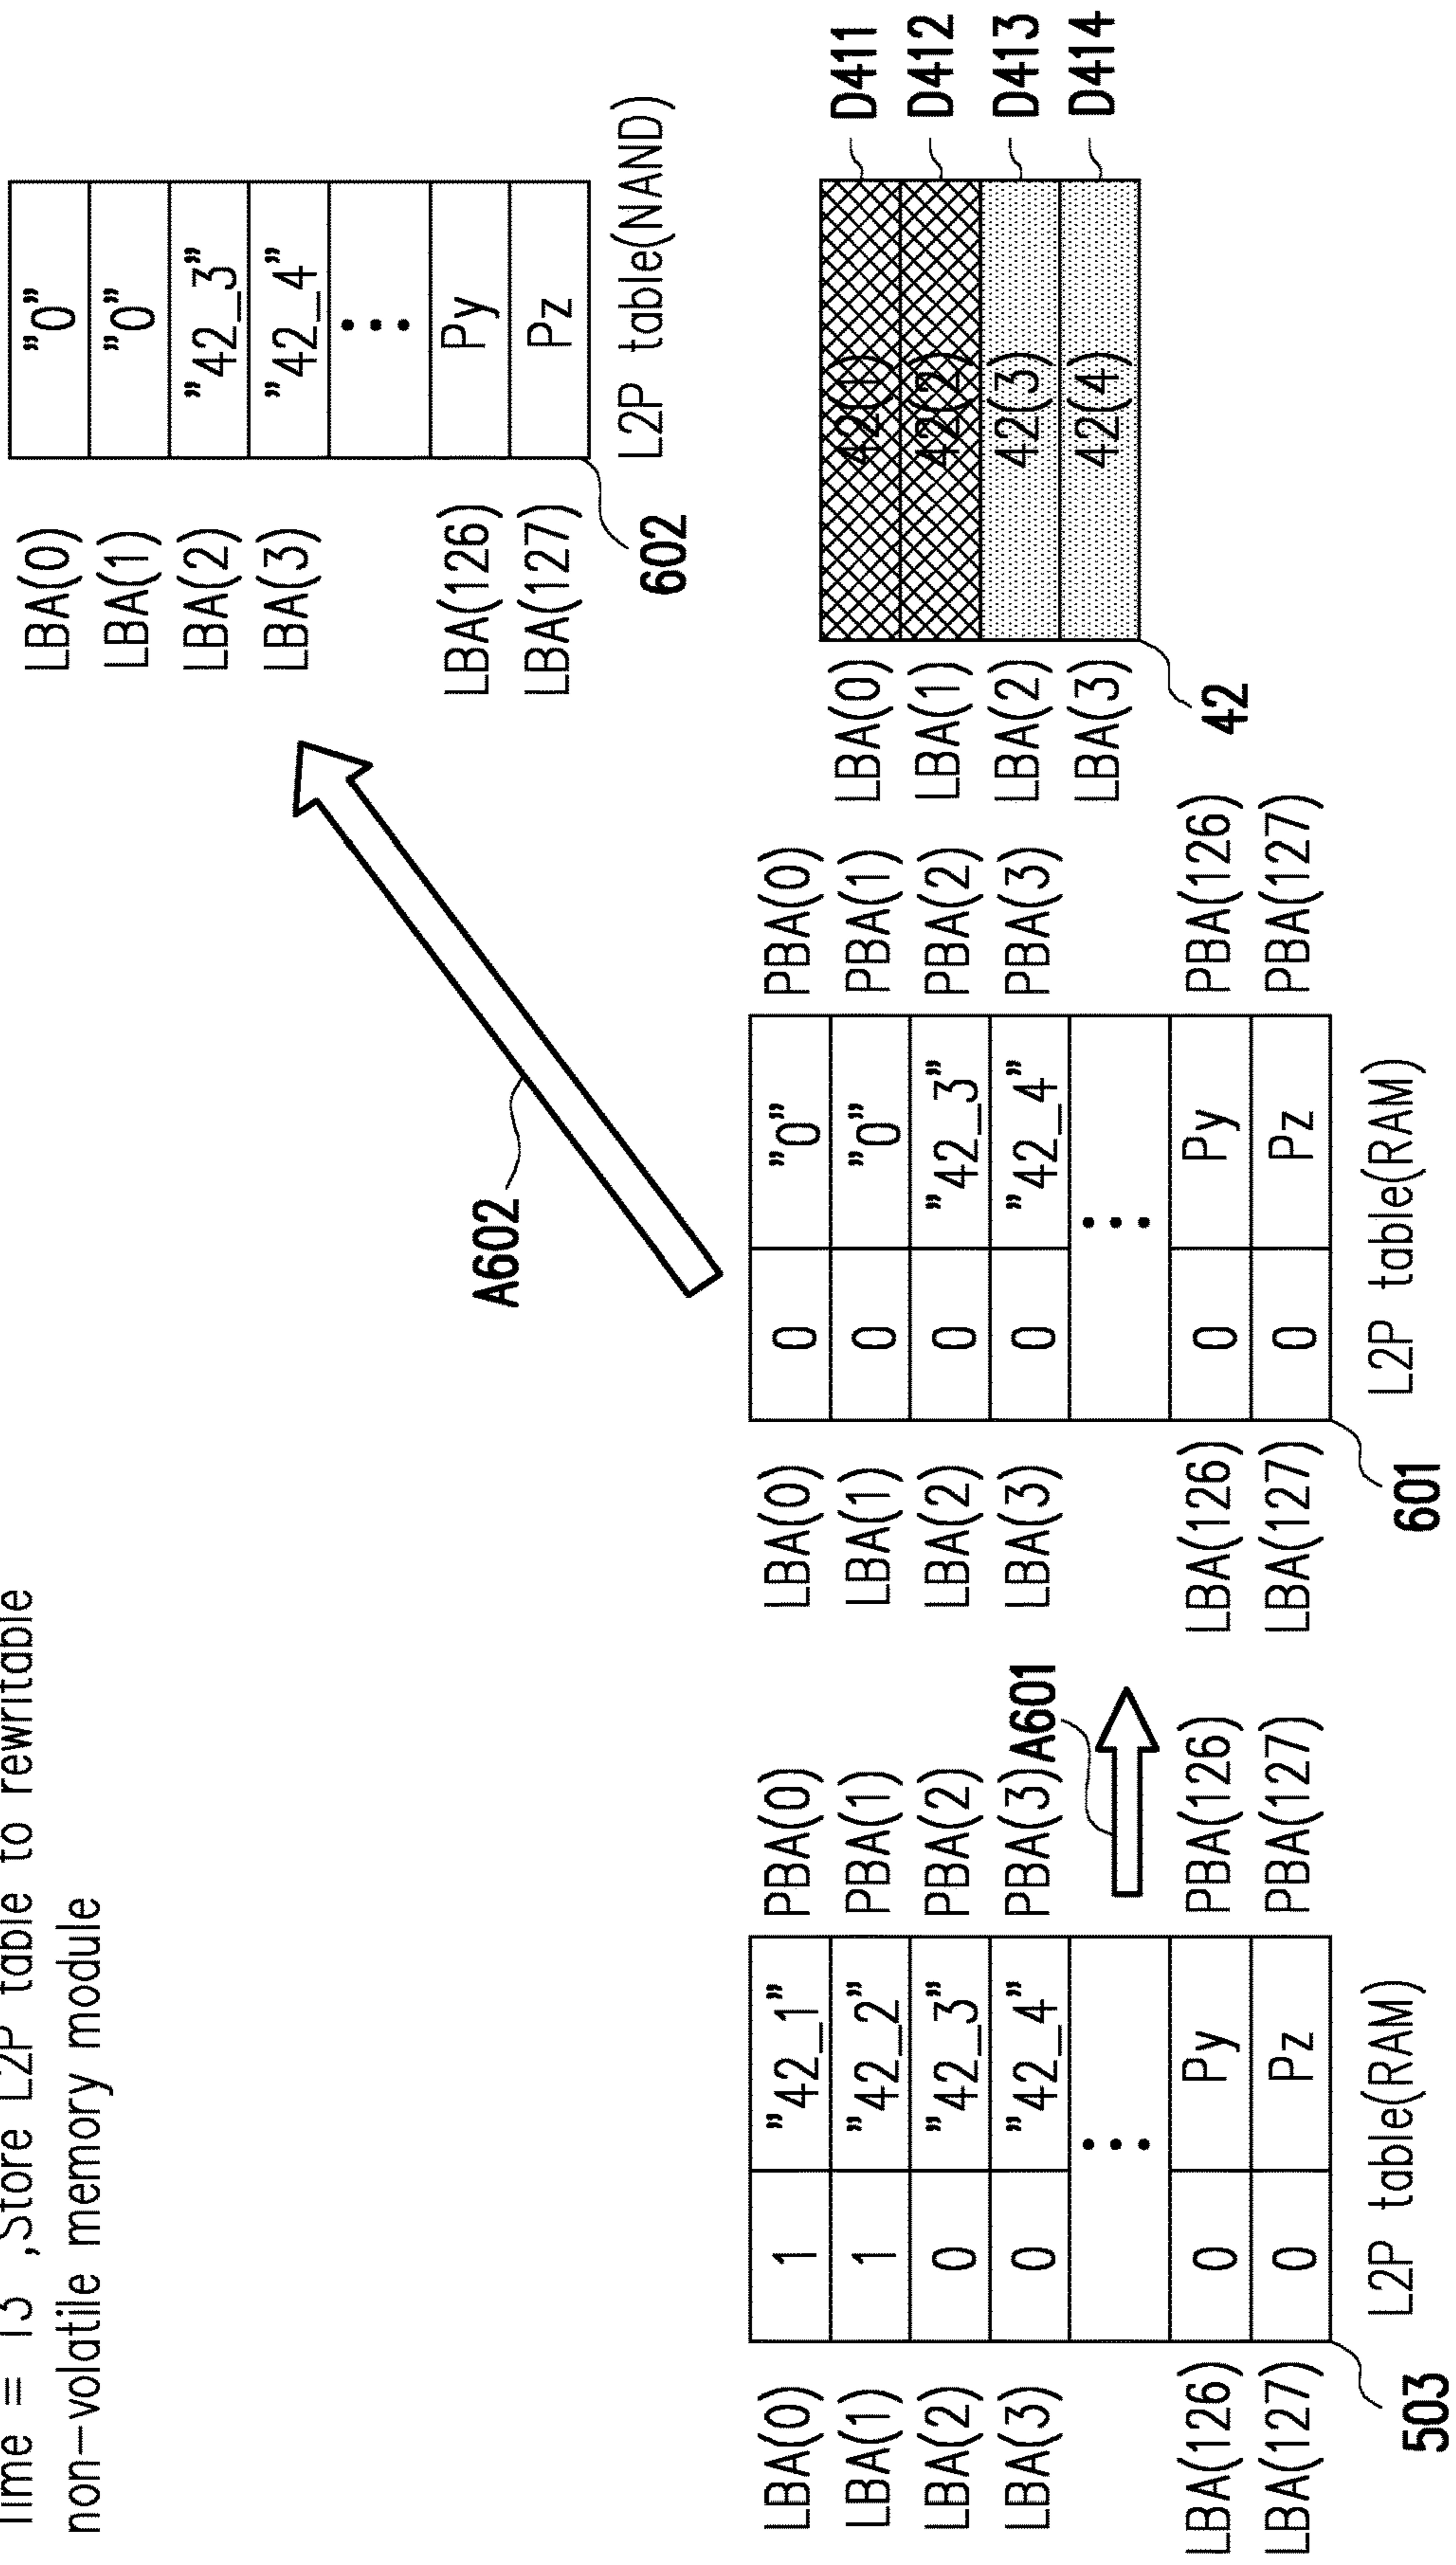 Time = T3 ,Store L2P table to rewritable
non-volatile memory module
LBA(0) "0"
LBA(1) "0"
LBA(2) "42_3"
LBA(3) "42_4"
⋮
LBA(126) Py
LBA(127) Pz
602
L2P table(NAND)
A602
LBA(0) 1 "42_1" PBA(0)
LBA(1) 1 "42_2" PBA(1)
LBA(2) 0 "42_3" PBA(2)
LBA(3) 0 "42_4" PBA(3)
⋮
LBA(126) 0 Py PBA(126)
LBA(127) 0 Pz PBA(127)
503
L2P table(RAM)
A601
LBA(0) 0 "0" PBA(0)
LBA(1) 0 "0" PBA(1)
LBA(2) 0 "42_3" PBA(2)
LBA(3) 0 "42_4" PBA(3)
⋮
LBA(126) 0 Py PBA(126)
LBA(127) 0 Pz PBA(127)
601
L2P table(RAM)
LBA(0) 42(1) D411
LBA(1) 42(2) D412
LBA(2) 42(3) D413
LBA(3) 42(4) D414
42